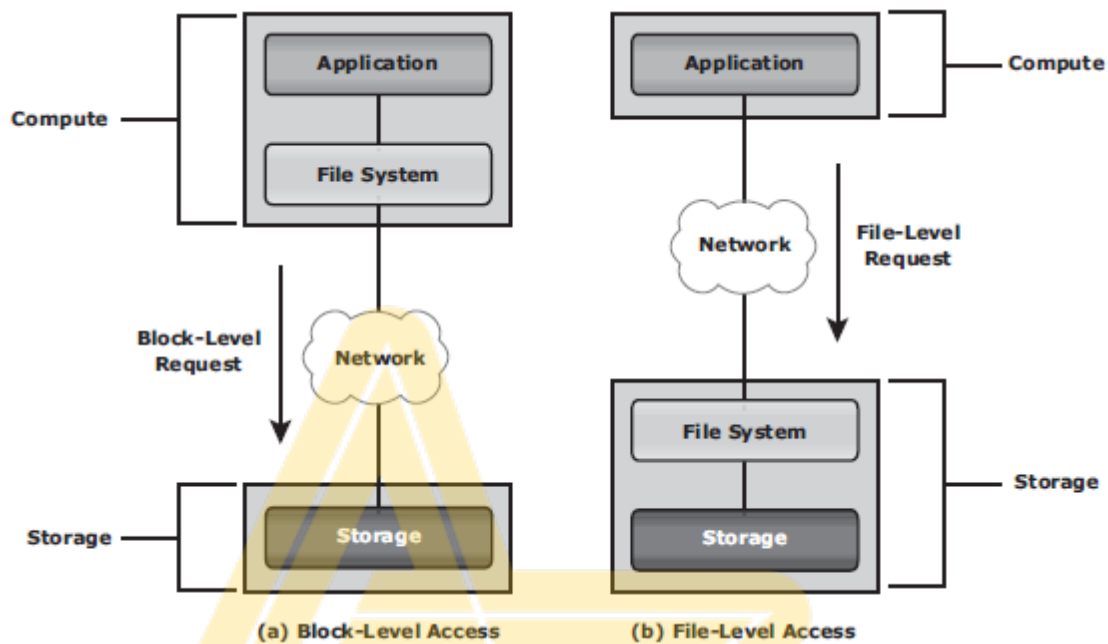 Compute
Application
File System
Block-Level
Request
Network
Storage
Storage
(a) Block-Level Access
Application
Compute
Network
File-Level
Request
File System
Storage
Storage
(b) File-Level Access